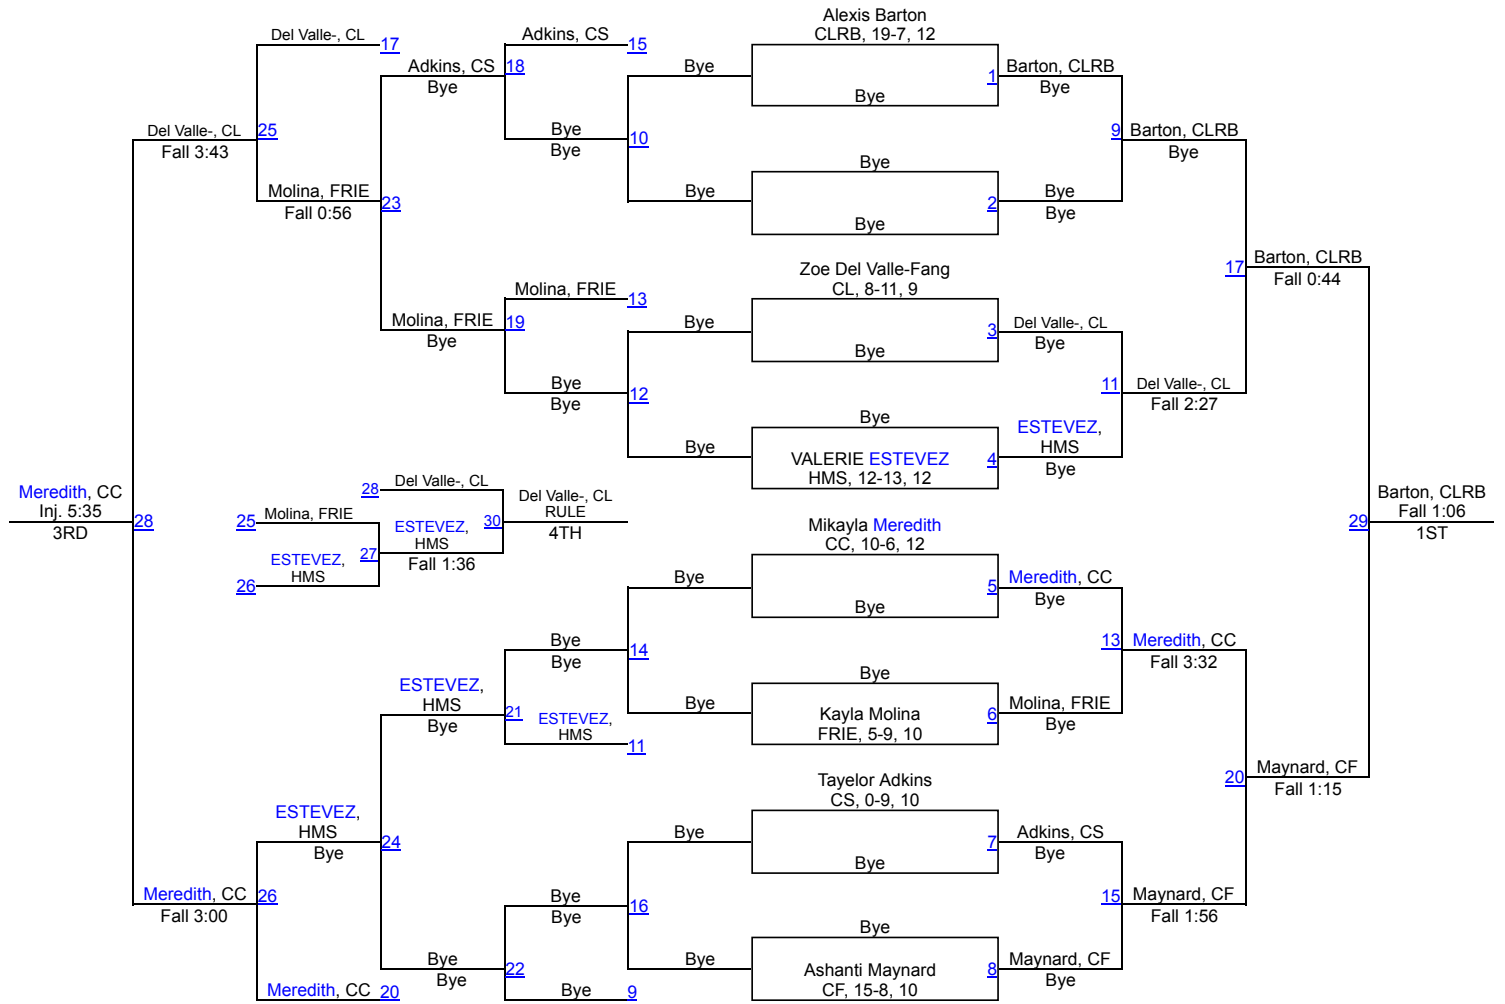 Alexis Barton
CLRB, 19-7, 12
Del Valle-, CL
17
Adkins, CS
15
Adkins, CS
18
Bye
Bye
1
Barton, CLRB
Bye
Bye
Del Valle-, CL
25
Fall 3:43
Bye
10
Bye
9
Barton, CLRB
Bye
Bye
Molina, FRIE
23
Fall 0:56
Bye
2
Bye
Bye
Bye
17
Barton, CLRB
Fall 0:44
Zoe Del Valle-Fang
CL, 8-11, 9
Molina, FRIE
13
Molina, FRIE
19
Bye
Bye
3
Del Valle-, CL
Bye
Bye
Bye
12
Bye
11
Del Valle-, CL
Fall 2:27
Bye
ESTEVEZ,
HMS
Bye
Bye
VALERIE ESTEVEZ
4
HMS, 12-13, 12
Meredith, CC
Inj. 5:35
28
3RD
28
Del Valle-, CL
Del Valle-, CL
RULE
30
4TH
25
Molina, FRIE
ESTEVEZ,
HMS
27
Fall 1:36
ESTEVEZ,
HMS
26
Barton, CLRB
Fall 1:06
29
1ST
Mikayla Meredith
CC, 10-6, 12
Bye
5
Meredith, CC
Bye
Bye
Bye
14
Bye
13
Meredith, CC
Fall 3:32
Bye
ESTEVEZ,
HMS
21
Bye
ESTEVEZ,
HMS
11
Bye
Kayla Molina
6
FRIE, 5-9, 10
Molina, FRIE
Bye
20
Maynard, CF
Fall 1:15
Tayelor Adkins
CS, 0-9, 10
ESTEVEZ,
HMS
24
Bye
Bye
7
Adkins, CS
Bye
Bye
Meredith, CC
26
Fall 3:00
Bye
16
Bye
15
Maynard, CF
Fall 1:56
Bye
Bye
22
Bye
Bye
Ashanti Maynard
8
CF, 15-8, 10
Maynard, CF
Bye
Meredith, CC
20
Bye
9